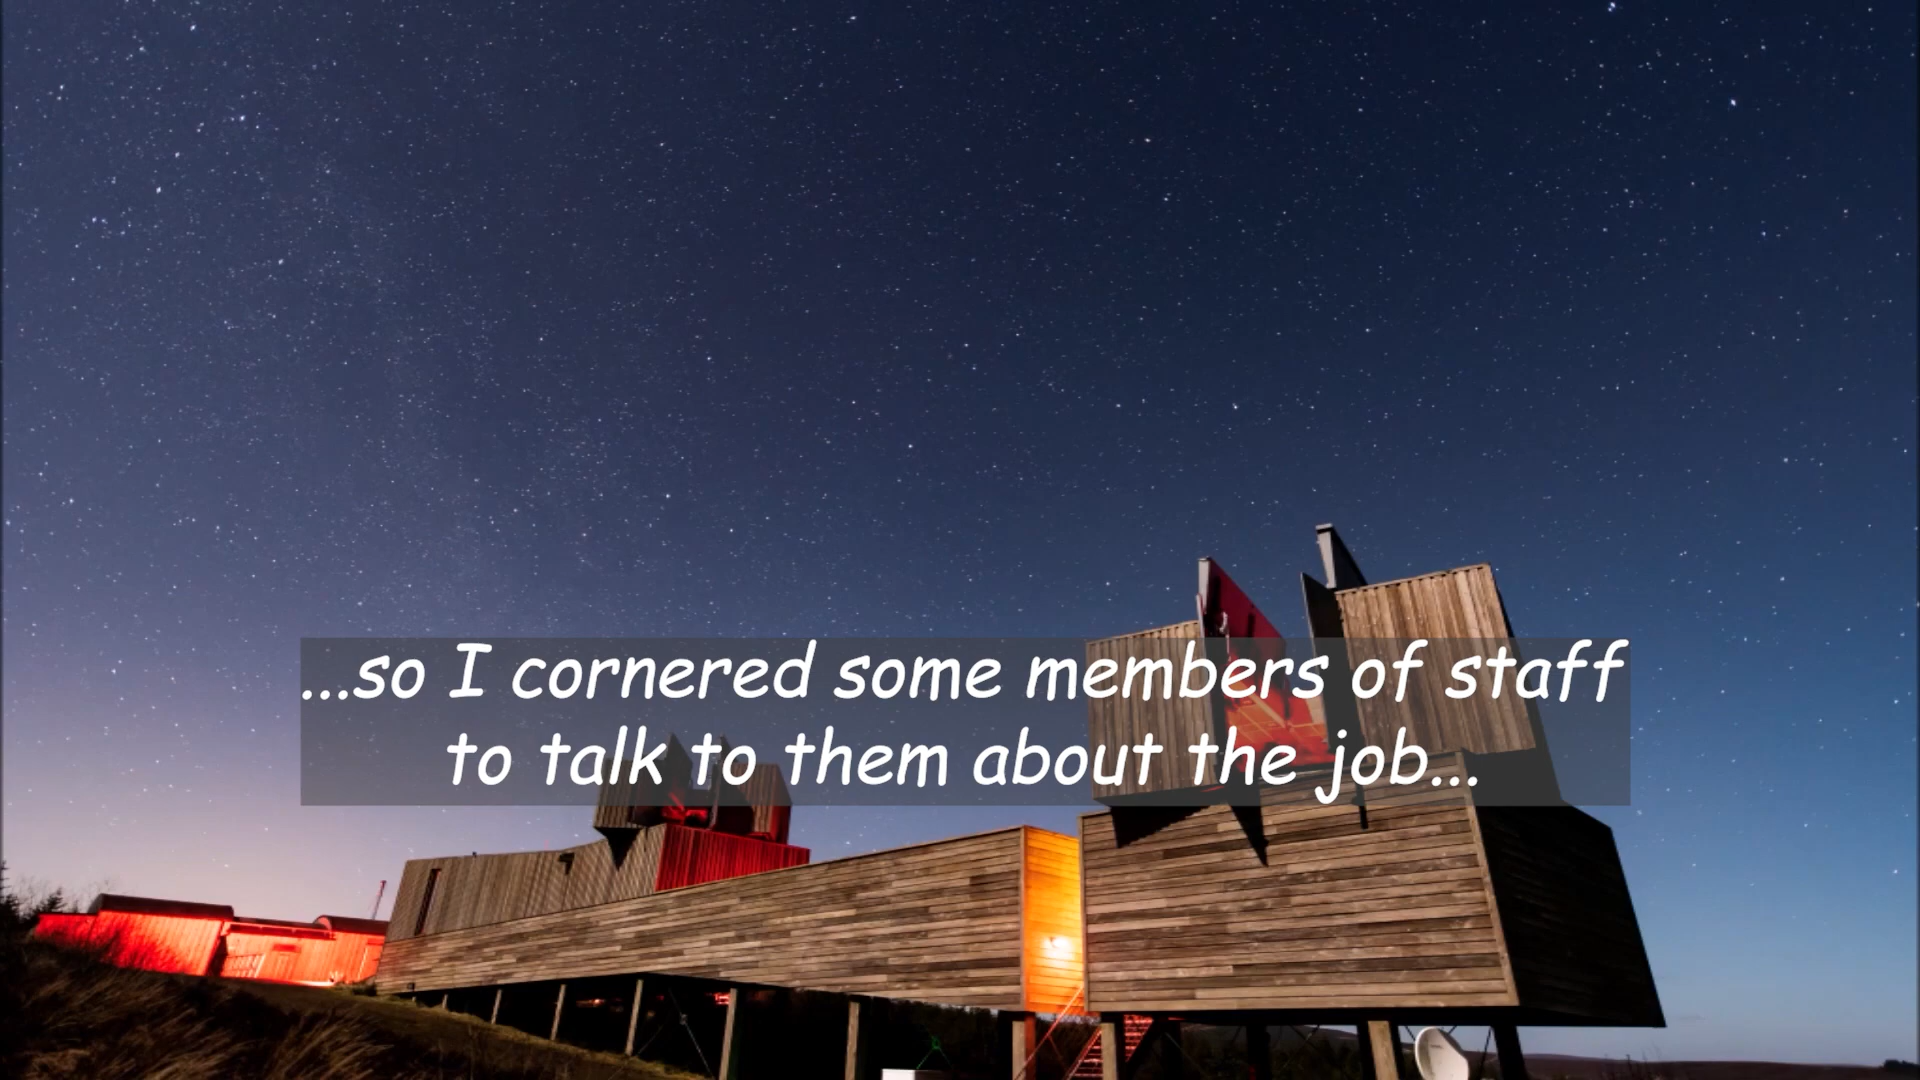 ...so I cornered some members of staff
to talk to them about the job...